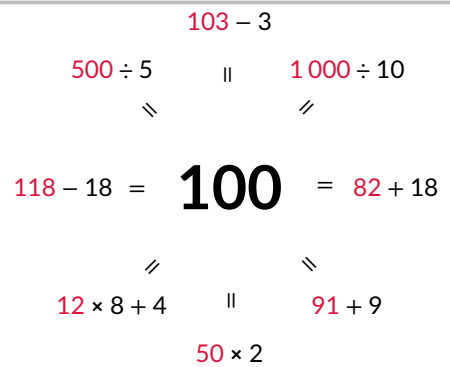 103 – 3
500 ÷ 5 = 1 000 ÷ 10
= =
118 – 18 = 100 = 82 + 18
= =
12 × 8 + 4 = 91 + 9
50 × 2